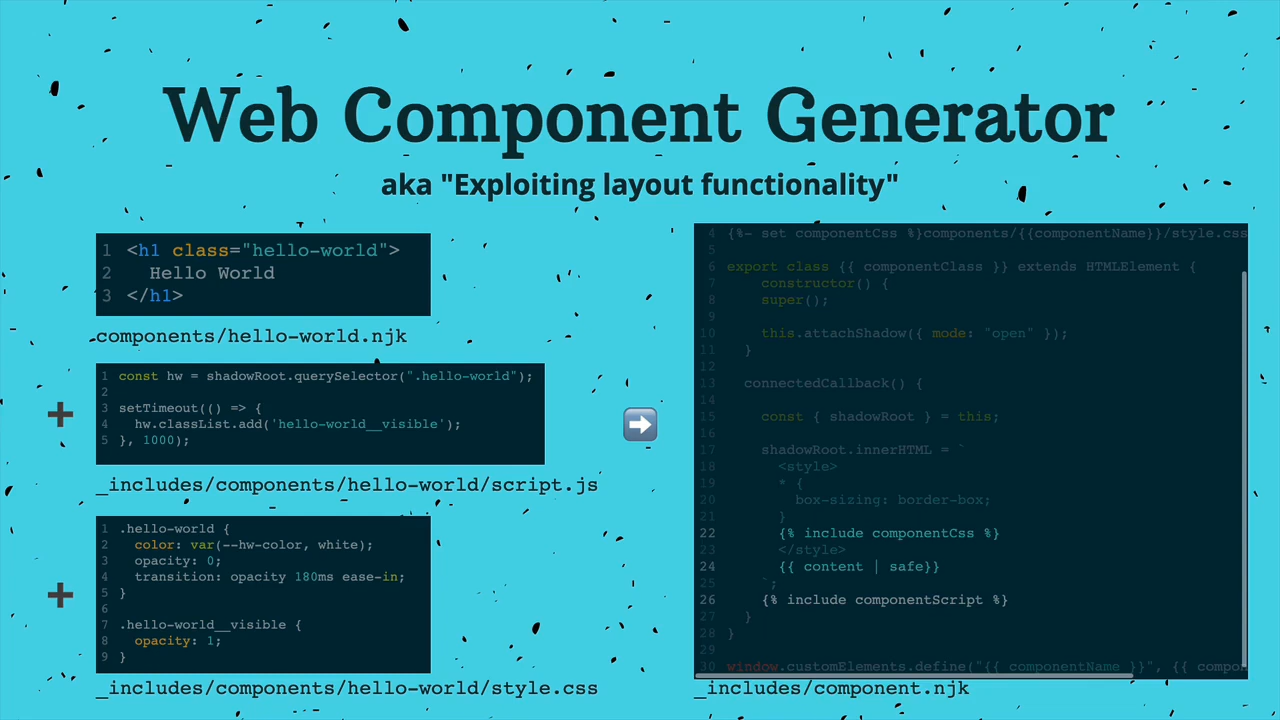 Web Component Generator
aka "Exploiting layout functionality"
1 <h1 class="hello-world">
2 Hello World
3 </h1>
components/hello-world.njk
+
1 const hw = shadowRoot.querySelector(".hello-world");
2
3 setTimeout(() => {
4 hw.classList.add('hello-world__visible');
5 }, 1000);
_includes/components/hello-world/script.js
+
1 .hello-world {
2 color: var(--hw-color, white);
3 opacity: 0;
4 transition: opacity 180ms ease-in;
5 }
6
7 .hello-world__visible {
8 opacity: 1;
9 }
_includes/components/hello-world/style.css
4 {%- set componentCss %}components/{{componentName}}/style.css
5
6 export class {{ componentClass }} extends HTMLElement {
7 constructor() {
8 super();
9
10 this.attachShadow({ mode: "open" });
11 }
12
13 connectedCallback() {
14
15 const { shadowRoot } = this;
16
17 shadowRoot.innerHTML = `
18 <style>
19 * {
20 box-sizing: border-box;
21 }
22 {% include componentCss %}
23 </style>
24 {{ content | safe}}
25 `;
26 {% include componentScript %}
27 }
28 }
29
30 window.customElements.define("{{ componentName }}", {{ compon
_includes/component.njk